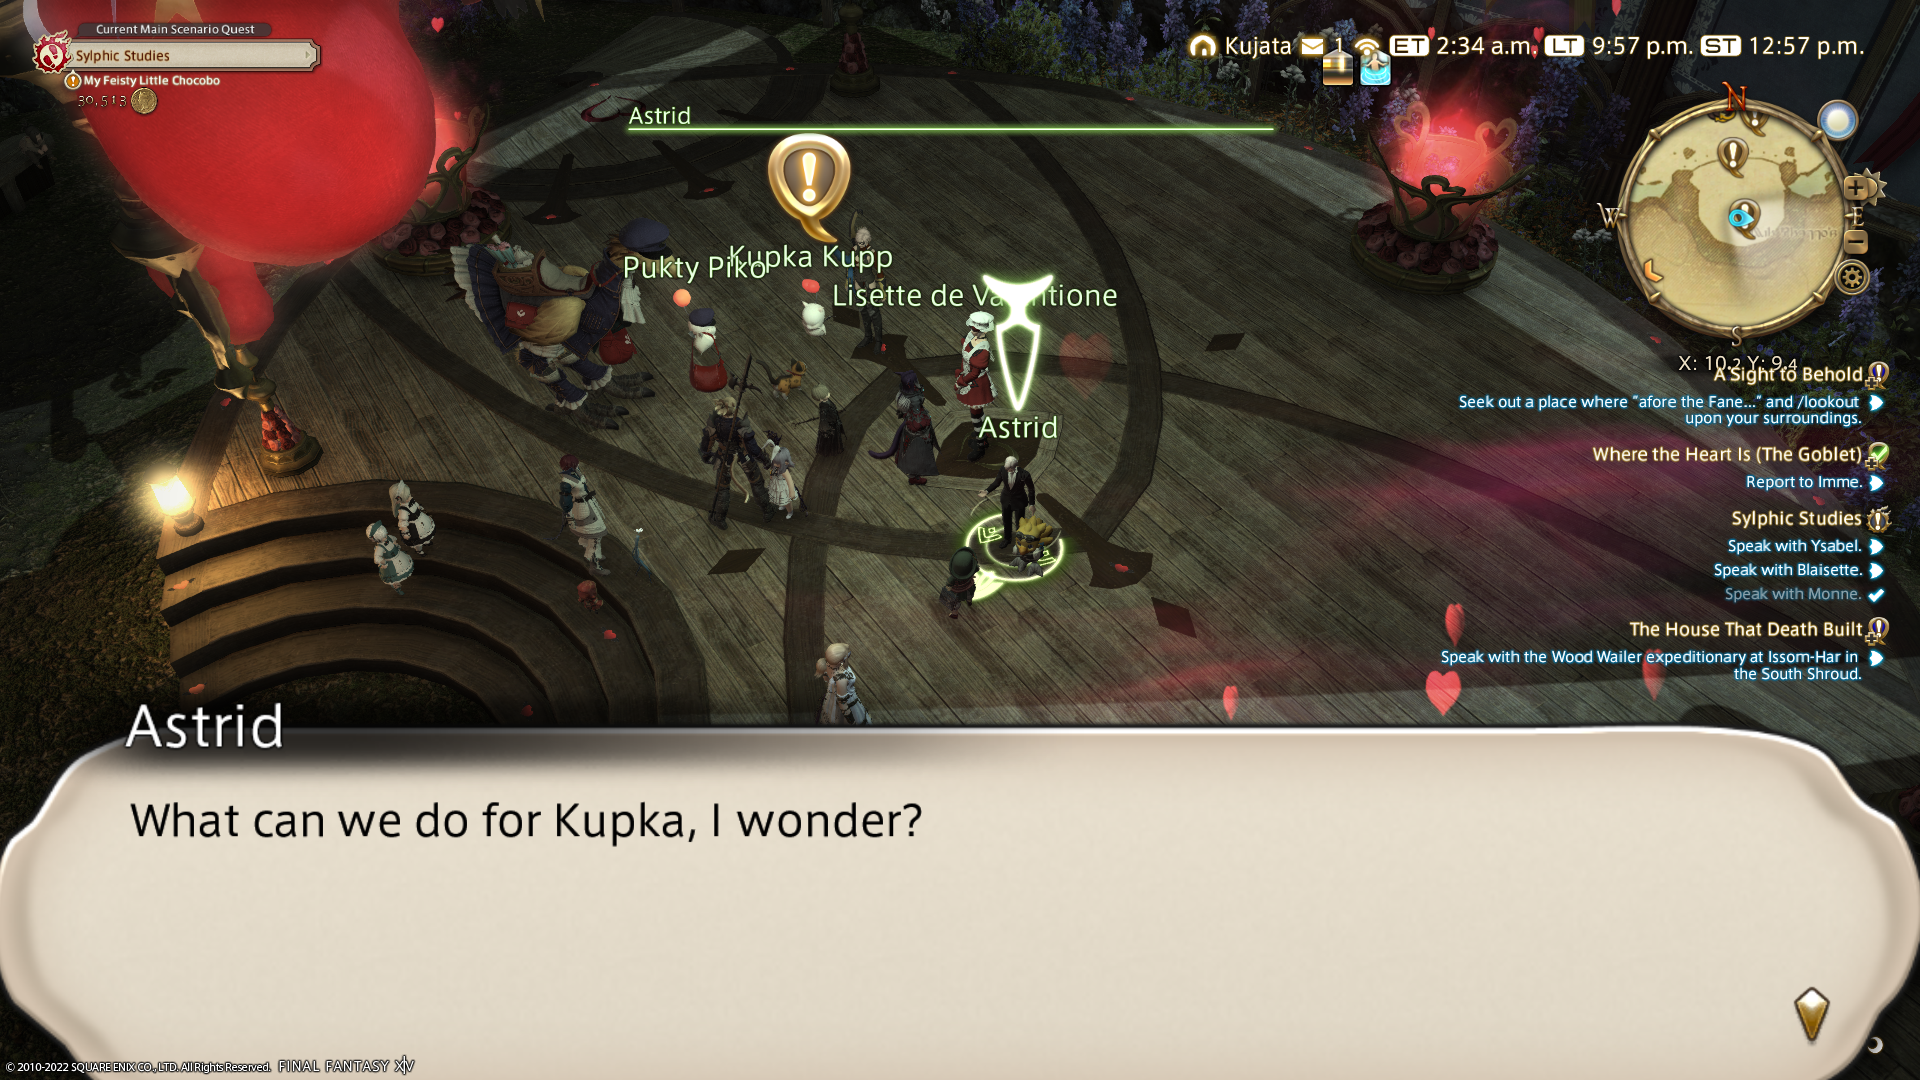 Current Main Scenario Quest
Sylphic Studies
My Feisty Little Chocobo
30,513
Kujata 1 ET 2:34 a.m. LT 9:57 p.m. ST 12:57 p.m.
Astrid
N
W
E
S
X: 10.2 Y: 9.4
Pukty Piko
Kupka Kupp
Lisette de Valentione
Astrid
A Sight to Behold
Seek out a place where "afore the Fane..." and /lookout
upon your surroundings.
Where the Heart Is (The Goblet)
Report to Imme.
Sylphic Studies
Speak with Ysabel.
Speak with Blaisette.
Speak with Monne.
The House That Death Built
Speak with the Wood Wailer expeditionary at Issom-Har in
the South Shroud.
Astrid
What can we do for Kupka, I wonder?
© 2010-2022 SQUARE ENIX CO., LTD. All Rights Reserved. FINAL FANTASY XIV